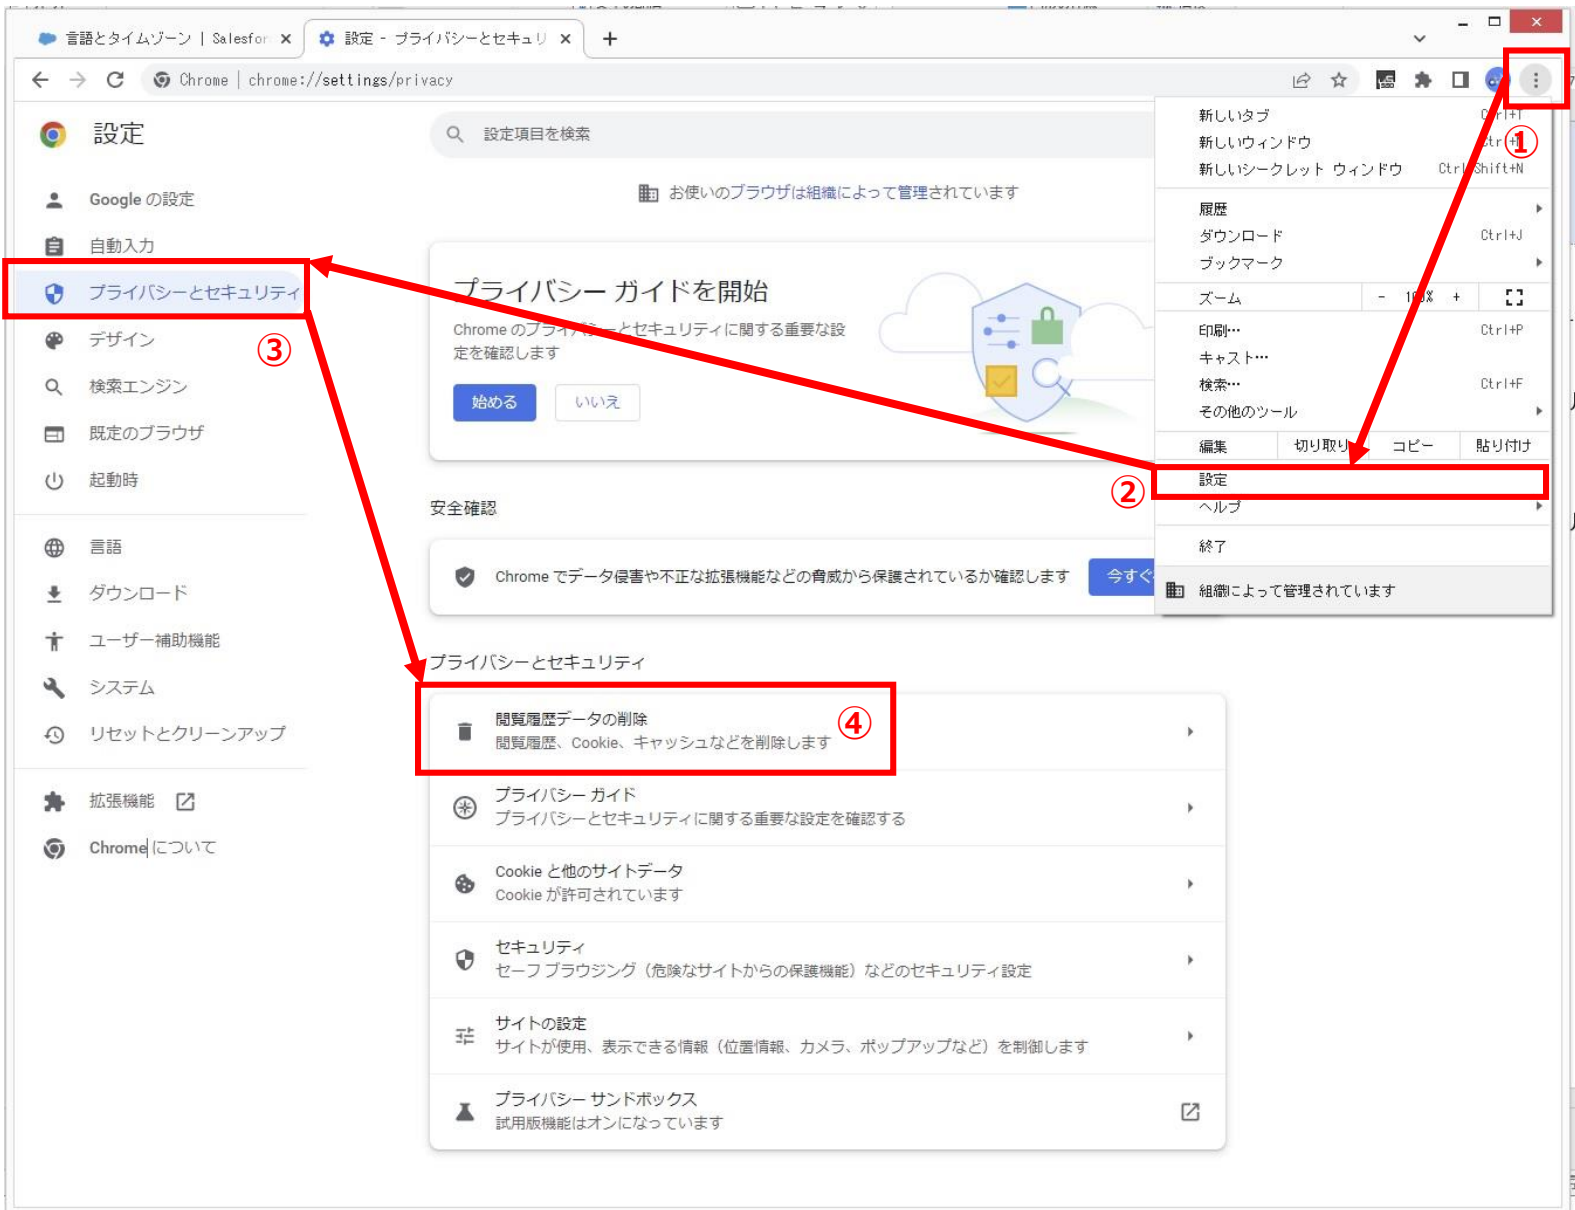 言語とタイムゾーン | Salesfor
設定 - プライバシーとセキュリ
Chrome | chrome://settings/privacy
設定
設定項目を検索
お使いのブラウザは組織によって管理されています
Google の設定
自動入力
プライバシーとセキュリティ
③
デザイン
検索エンジン
既定のブラウザ
起動時
言語
ダウンロード
ユーザー補助機能
システム
リセットとクリーンアップ
拡張機能
Chrome について
プライバシー ガイドを開始
Chrome のプライバシーとセキュリティに関する重要な設
定を確認します
始める
いいえ
安全確認
Chrome でデータ侵害や不正な拡張機能などの脅威から保護されているか確認します
今すぐ
プライバシーとセキュリティ
閲覧履歴データの削除
④
閲覧履歴、Cookie、キャッシュなどを削除します
プライバシー ガイド
プライバシーとセキュリティに関する重要な設定を確認する
Cookie と他のサイトデータ
Cookie が許可されています
セキュリティ
セーフ ブラウジング（危険なサイトからの保護機能）などのセキュリティ設定
サイトの設定
サイトが使用、表示できる情報（位置情報、カメラ、ポップアップなど）を制御します
プライバシー サンドボックス
試用版機能はオンになっています
①
新しいタブ
新しいウィンドウ
新しいシークレット ウィンドウ
履歴
ダウンロード Ctrl+J
ブックマーク
ズーム - 100% +
印刷… Ctrl+P
キャスト…
検索… Ctrl+F
その他のツール
編集 切り取り コピー 貼り付け
② 設定
ヘルプ
終了
組織によって管理されています